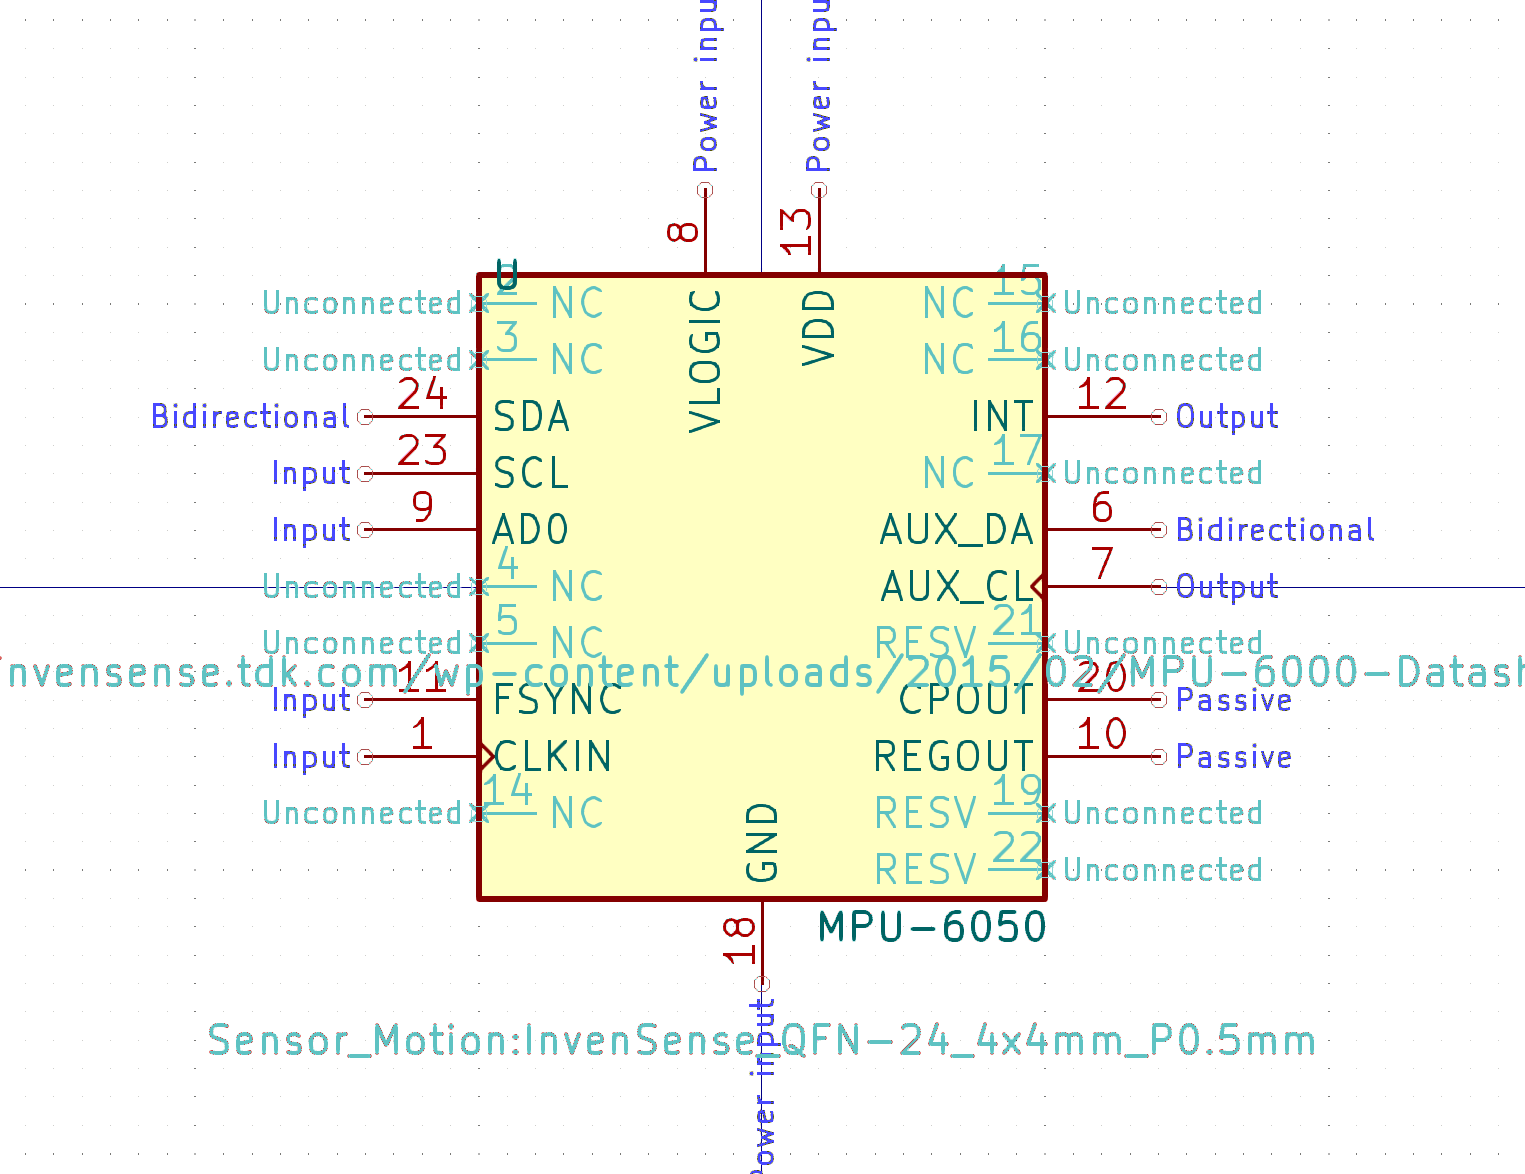 Power inpu
Power inpu
8
13
U
Unconnected 2 NC
VLOGIC
VDD
NC 15 Unconnected
Unconnected 3 NC
NC 16 Unconnected
Bidirectional 24 SDA
INT 12 Output
Input 23 SCL
NC 17 Unconnected
Input 9 AD0
AUX_DA 6 Bidirectional
Unconnected 4 NC
AUX_CL 7 Output
Unconnected 5 NC
RESV 21 Unconnected
nvensense.tdk.com/wp-content/uploads/2015/02/MPU-6000-Datash
Input 11 FSYNC
CPOUT 20 Passive
Input 1 CLKIN
REGOUT 10 Passive
Unconnected 14 NC
GND
RESV 19 Unconnected
RESV 22 Unconnected
MPU-6050
18
Sensor_Motion:InvenSense_QFN-24_4x4mm_P0.5mm
Power input